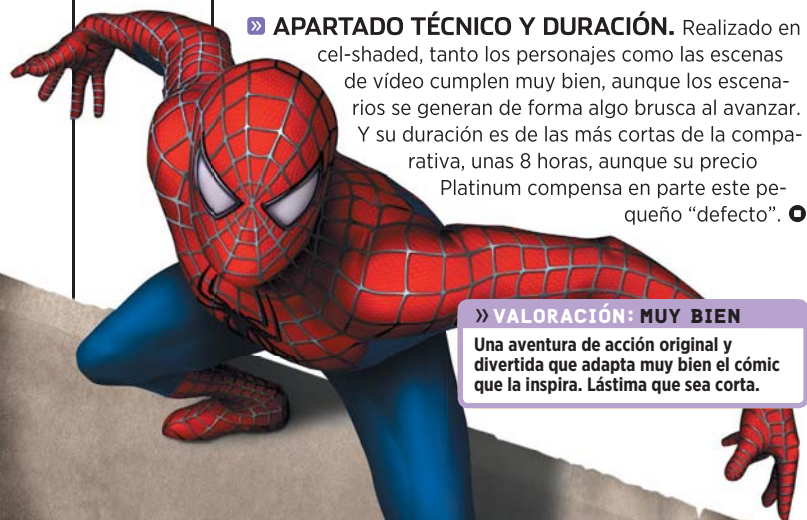 » APARTADO TÉCNICO Y DURACIÓN. Realizado en
cel-shaded, tanto los personajes como las escenas
de vídeo cumplen muy bien, aunque los escena-
rios se generan de forma algo brusca al avanzar.
Y su duración es de las más cortas de la compa-
rativa, unas 8 horas, aunque su precio
Platinum compensa en parte este pe-
queño “defecto”.
» VALORACIÓN: MUY BIEN
Una aventura de acción original y
divertida que adapta muy bien el cómic
que la inspira. Lástima que sea corta.